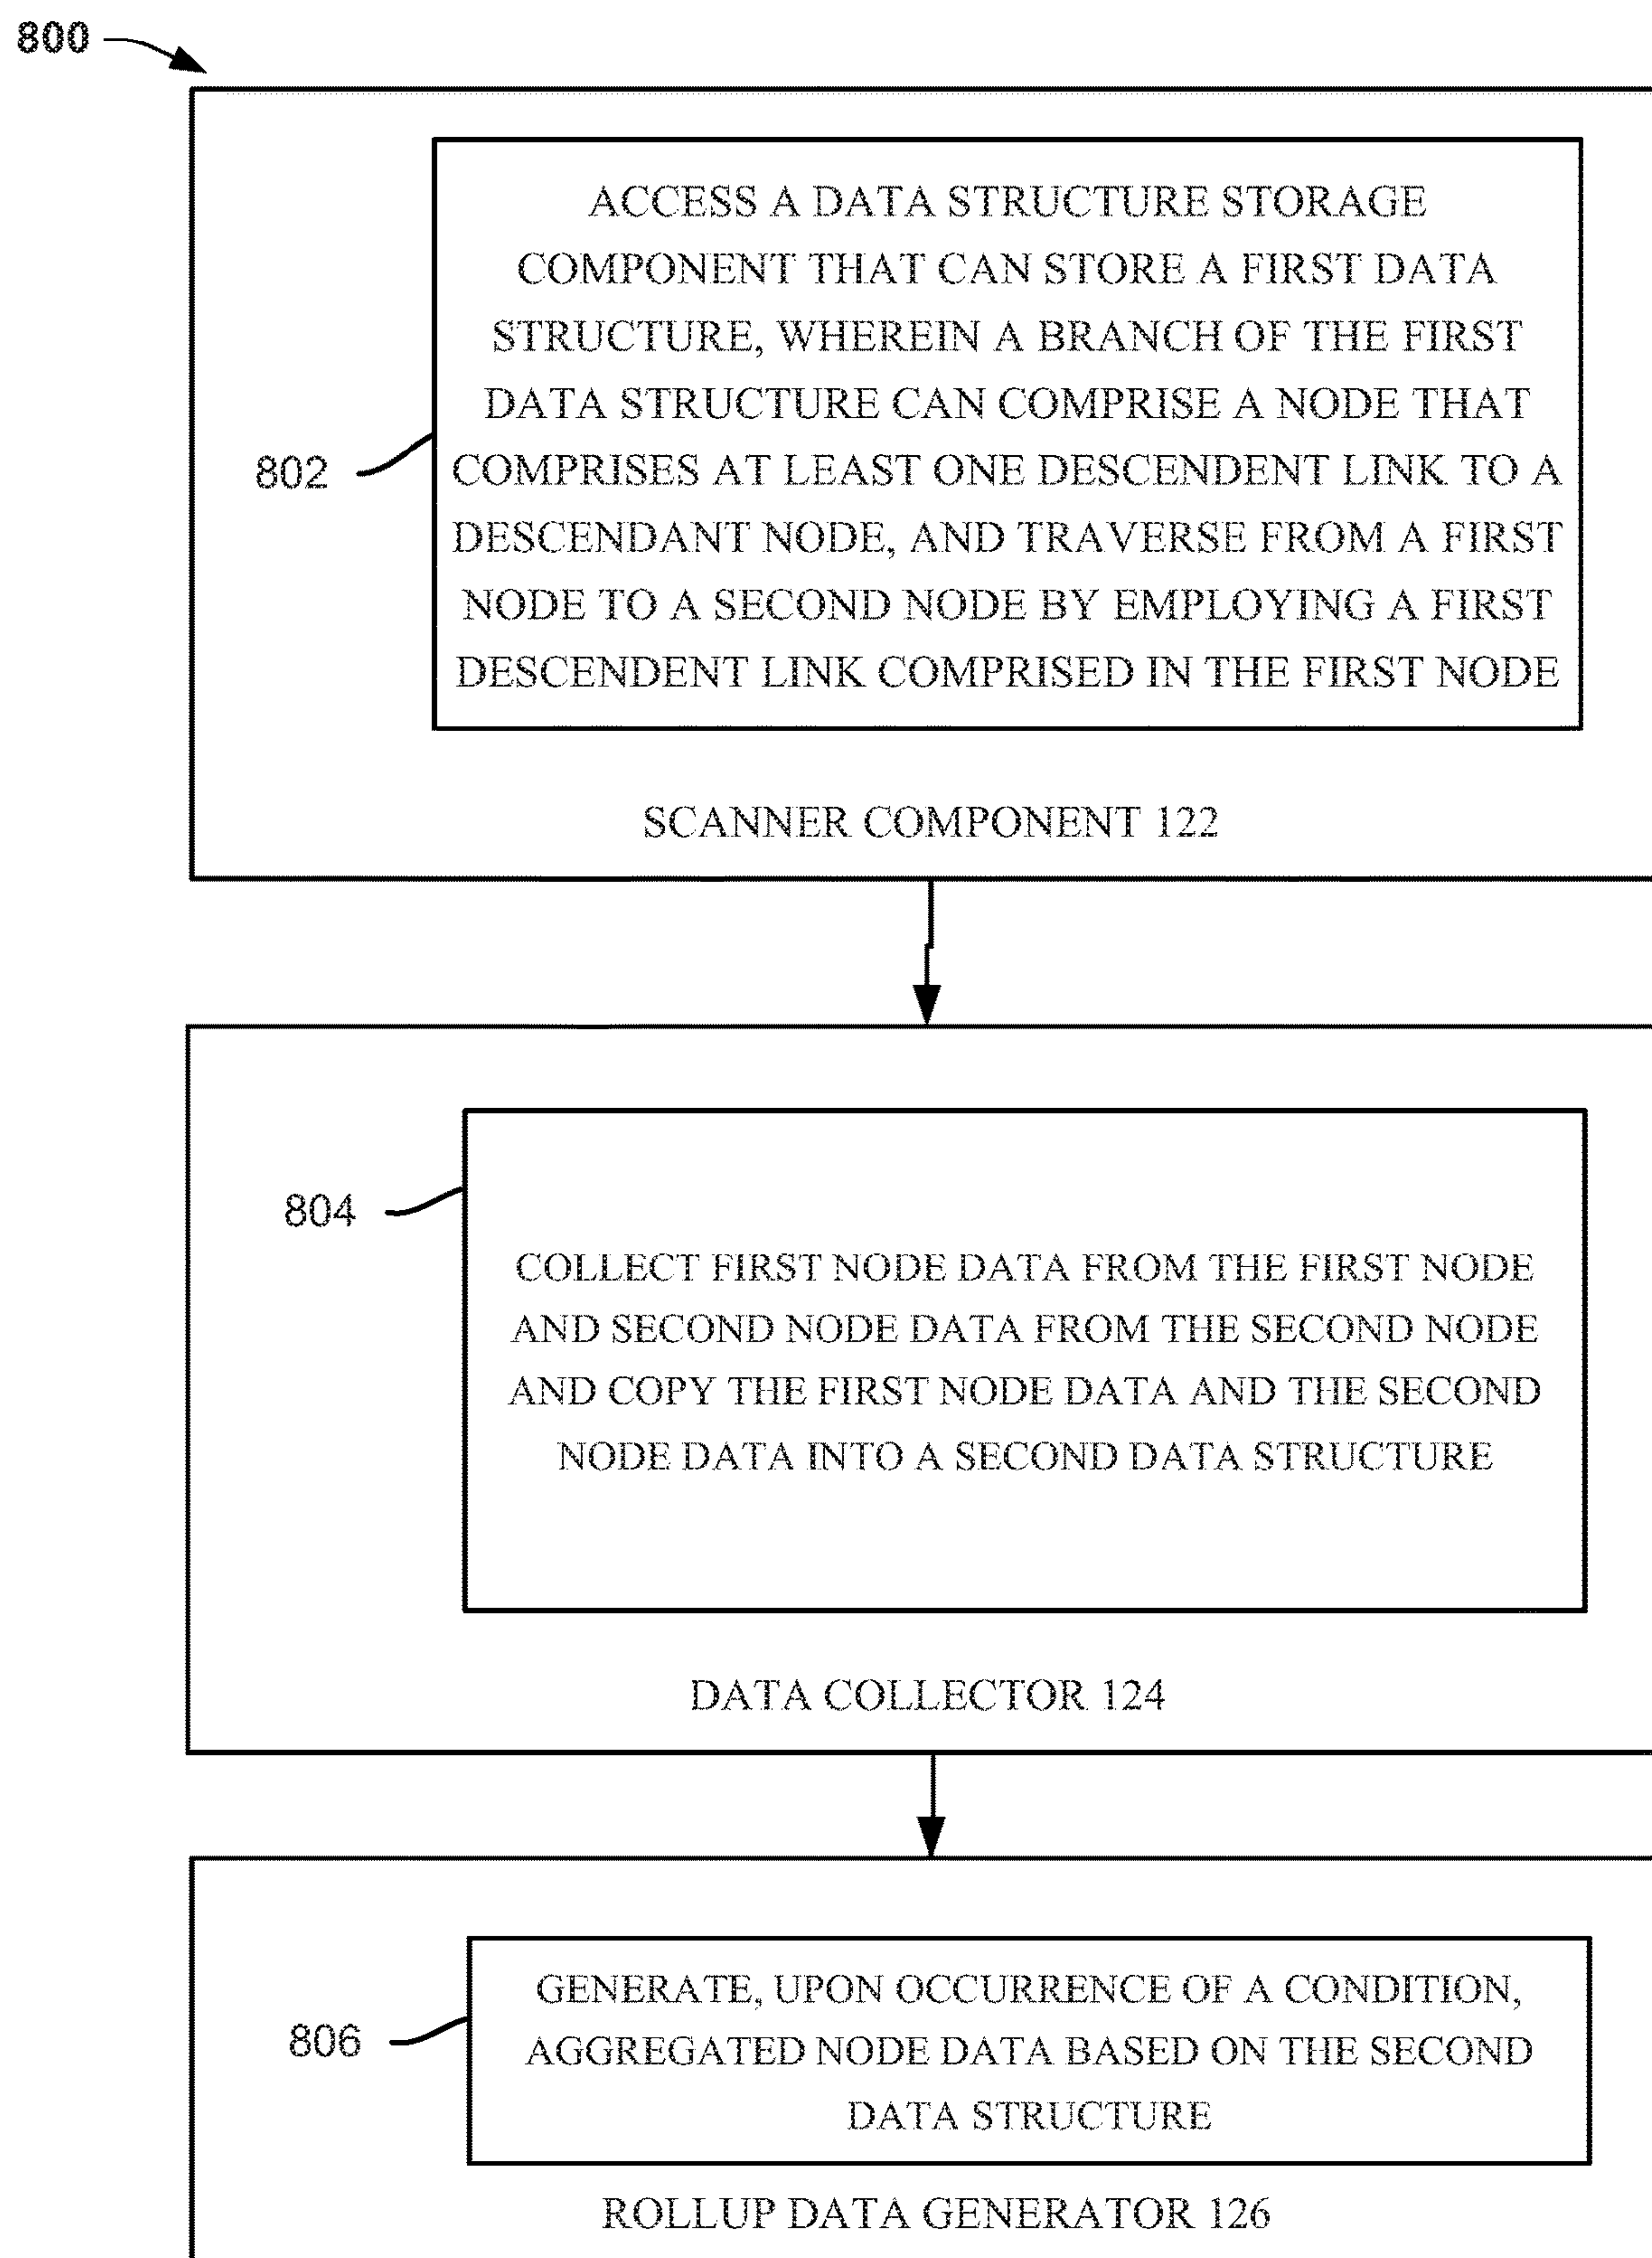 800
ACCESS A DATA STRUCTURE STORAGE
COMPONENT THAT CAN STORE A FIRST DATA
STRUCTURE, WHEREIN A BRANCH OF THE FIRST
DATA STRUCTURE CAN COMPRISE A NODE THAT
COMPRISES AT LEAST ONE DESCENDENT LINK TO A
DESCENDANT NODE, AND TRAVERSE FROM A FIRST
NODE TO A SECOND NODE BY EMPLOYING A FIRST
DESCENDENT LINK COMPRISED IN THE FIRST NODE
802
SCANNER COMPONENT 122
804
COLLECT FIRST NODE DATA FROM THE FIRST NODE
AND SECOND NODE DATA FROM THE SECOND NODE
AND COPY THE FIRST NODE DATA AND THE SECOND
NODE DATA INTO A SECOND DATA STRUCTURE
DATA COLLECTOR 124
GENERATE, UPON OCCURRENCE OF A CONDITION,
AGGREGATED NODE DATA BASED ON THE SECOND
DATA STRUCTURE
806
ROLLUP DATA GENERATOR 126